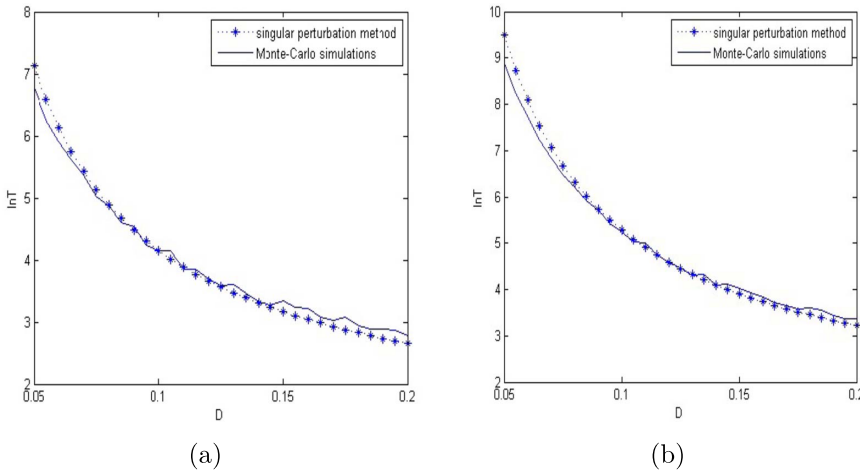 8
7
6
5
4
3
2
lnT
0.05
0.1
0.15
0.2
D
singular perturbation method
Monte-Carlo simulations
(a)
10
9
8
7
6
5
4
3
2
lnT
0.05
0.1
0.15
0.2
D
singular perturbation method
Monte-Carlo simulations
(b)